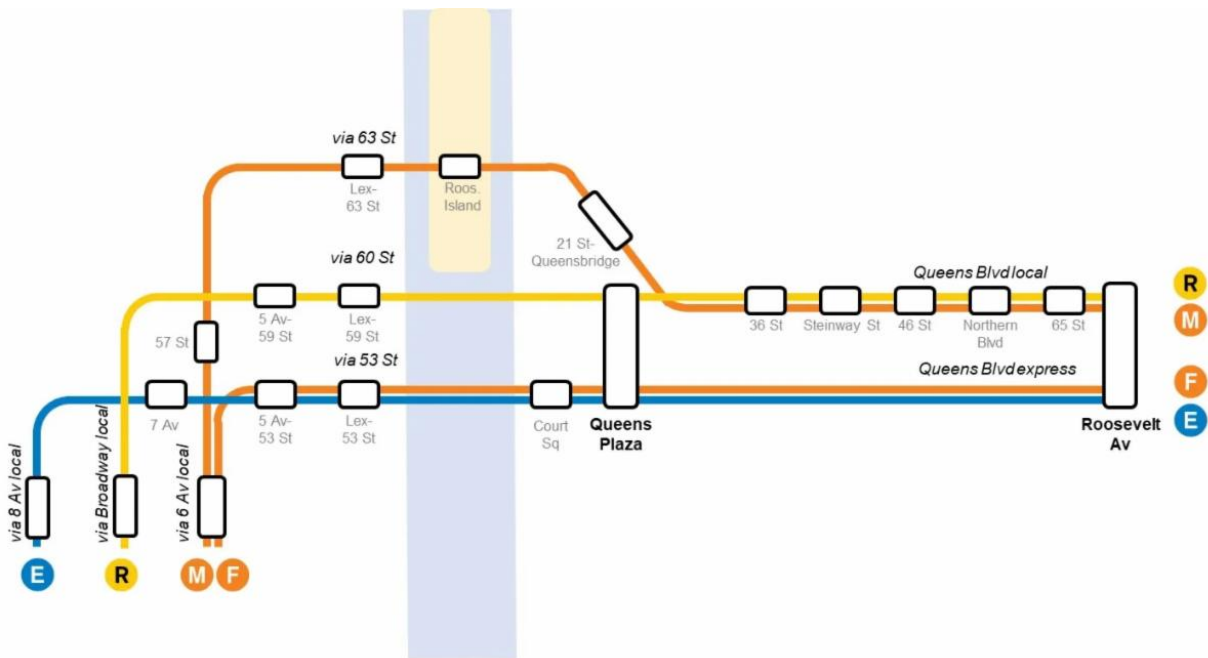 via 63 St
Lex-
63 St
Roos.
Island
21 St-
Queensbridge
via 60 St
Queens Blvd local
R
5 Av-
59 St
Lex-
59 St
36 St
Steinway St
46 St
Northern
Blvd
65 St
M
57 St
via 53 St
Queens Blvd express
F
7 Av
5 Av-
53 St
Lex-
53 St
Court
Sq
Queens
Plaza
Roosevelt
Av
E
via 8 Av local
via Broadway local
via 6 Av local
E
R
M
F